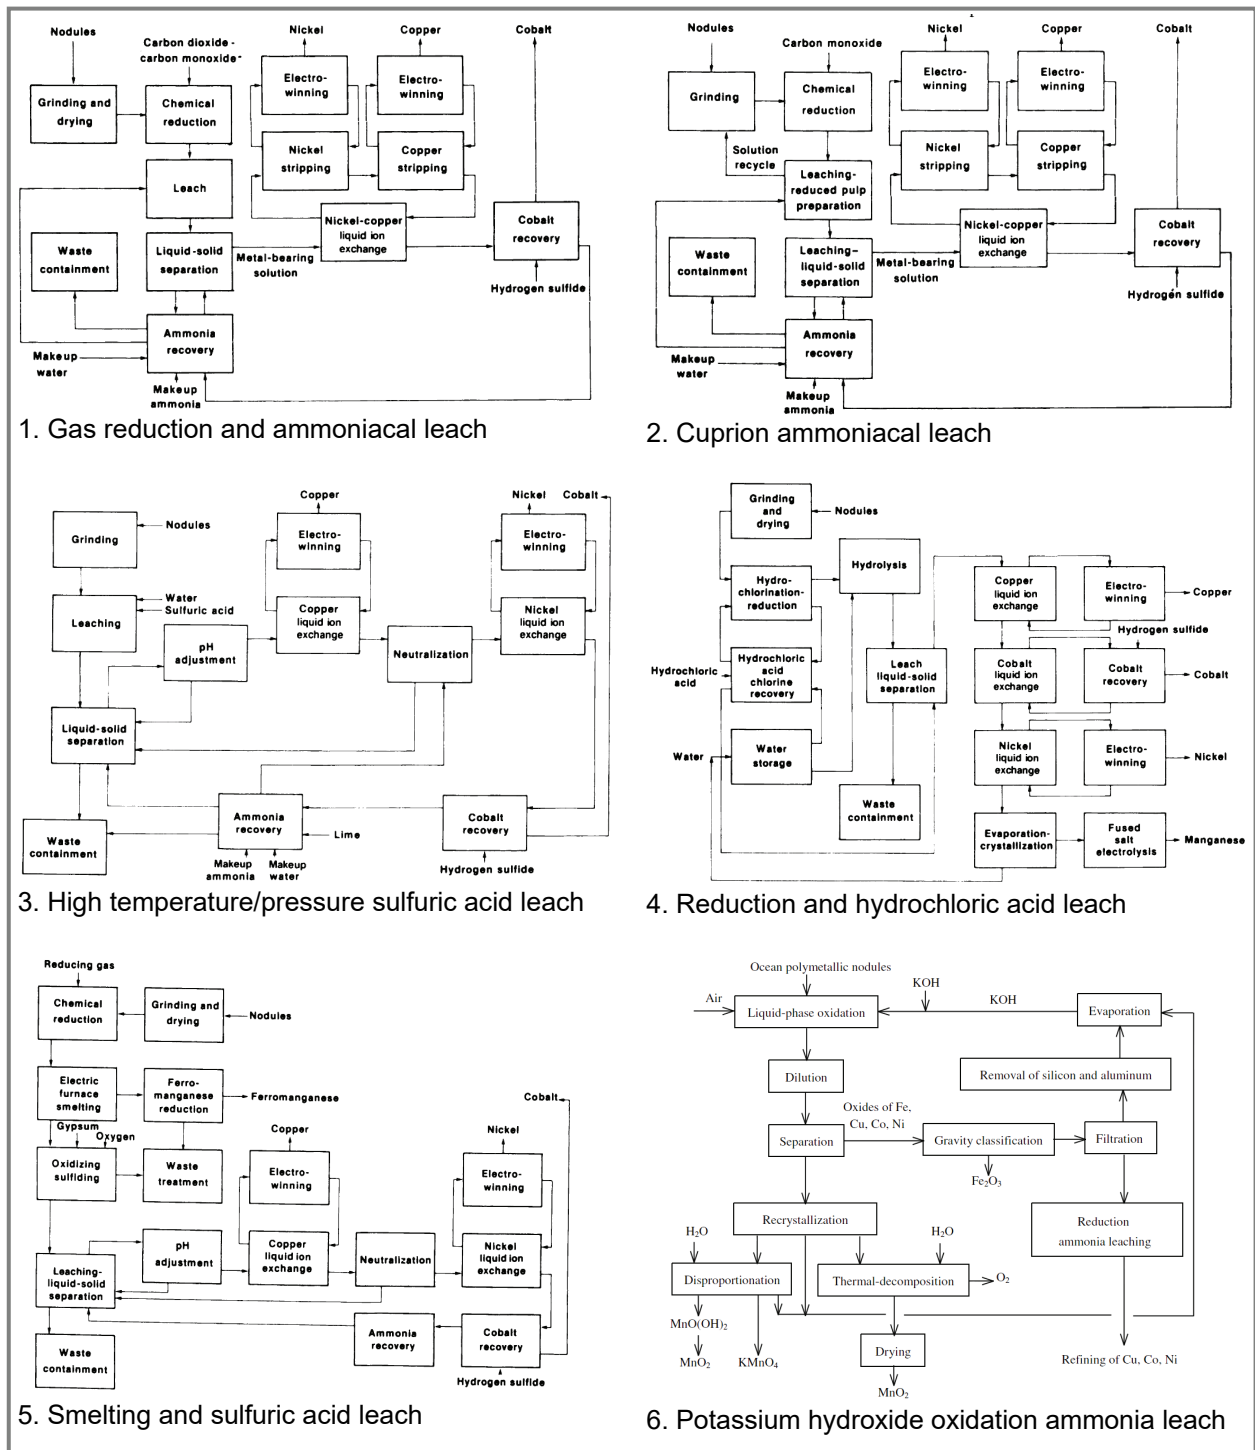 Nodules
Carbon dioxide-
carbon monoxide-
Nickel
Copper
Cobalt
Grinding and
drying
Chemical
reduction
Electro-
winning
Electro-
winning
Leach
Nickel
stripping
Copper
stripping
Waste
containment
Liquid-solid
separation
Metal-bearing
solution
Nickel-copper
liquid ion
exchange
Cobalt
recovery
Hydrogen sulfide
Ammonia
recovery
Makeup
water
Makeup
ammonia
1. Gas reduction and ammoniacal leach
Nodules
Carbon monoxide
Nickel
Copper
Cobalt
Grinding
Chemical
reduction
Electro-
winning
Electro-
winning
Solution
recycle
Leaching-
reduced pulp
preparation
Nickel
stripping
Copper
stripping
Waste
containment
Leaching-
liquid-solid
separation
Metal-bearing
solution
Nickel-copper
liquid ion
exchange
Cobalt
recovery
Hydrogen sulfide
Ammonia
recovery
Makeup
water
Makeup
ammonia
2. Cuprion ammoniacal leach
Copper
Nickel
Cobalt
Grinding
Nodules
Electro-
winning
Electro-
winning
Leaching
Water
Sulfuric acid
pH
adjustment
Copper
liquid ion
exchange
Neutralization
Nickel
liquid ion
exchange
Liquid-solid
separation
Waste
containment
Ammonia
recovery
Lime
Cobalt
recovery
Makeup
ammonia
Makeup
water
Hydrogen sulfide
3. High temperature/pressure sulfuric acid leach
Grinding
and
drying
Nodules
Hydro-
chlorination-
reduction
Hydrolysis
Copper
liquid ion
exchange
Electro-
winning
Copper
Hydrogen sulfide
Hydrochloric
acid
Hydrochloric
acid
chlorine
recovery
Leach
liquid-solid
separation
Cobalt
liquid ion
exchange
Cobalt
recovery
Cobalt
Water
Water
storage
Nickel
liquid ion
exchange
Electro-
winning
Nickel
Waste
containment
Evaporation-
crystallization
Fused
salt
electrolysis
Manganese
4. Reduction and hydrochloric acid leach
Reducing gas
Chemical
reduction
Grinding and
drying
Nodules
Electric
furnace
smelting
Ferro-
manganese
reduction
Ferromanganese
Cobalt
Gypsum
Oxygen
Copper
Nickel
Oxidizing
sulfiding
Waste
treatment
Electro-
winning
Electro-
winning
Leaching-
liquid-solid
separation
pH
adjustment
Copper
liquid ion
exchange
Neutralization
Nickel
liquid ion
exchange
Waste
containment
Ammonia
recovery
Cobalt
recovery
Hydrogen sulfide
5. Smelting and sulfuric acid leach
Ocean polymetallic nodules
Air
Liquid-phase oxidation
KOH
KOH
Evaporation
Dilution
Removal of silicon and aluminum
Oxides of Fe,
Cu, Co, Ni
Separation
Gravity classification
Filtration
Fe₂O₃
Recrystallization
Reduction
ammonia leaching
H₂O
H₂O
Disproportionation
Thermal-decomposition
O₂
MnO(OH)₂
Drying
MnO₂
KMnO₄
Refining of Cu, Co, Ni
MnO₂
6. Potassium hydroxide oxidation ammonia leach